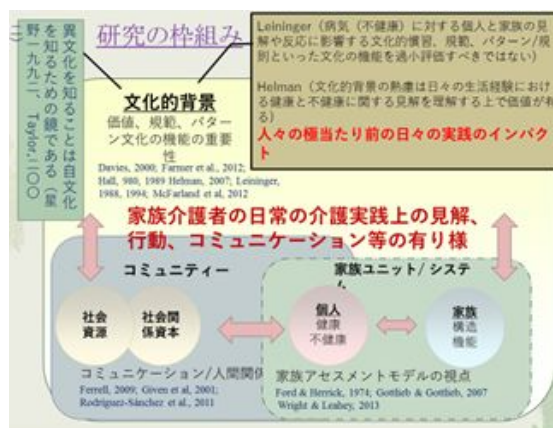 研究の枠組み
異文化を知ることは自文化
を知るための鏡である（星
野一九九二、Taylor,二〇〇
二）
Leininger（病気（不健康）に対する個人と家族の見
解や反応に影響する文化的慣習、規範、パターン/規
則といった文化の機能を過小評価すべきではない）
Helman（文化的背景の熟慮は日々の生活経験におけ
る健康と不健康に関する見解を理解する上で価値が有
る）
人々の極当たり前の日々の実践のインパク
ト
文化的背景
価値、規範、パター
ン文化の機能の重要
性
Davies, 2000; Farmer et al., 2012;
Hall, 980, 1989 Helman, 2007; Leininger,
1988, 1994; McFarland et al, 2012
家族介護者の日常の介護実践上の見解、
行動、コミュニケーション等の有り様
コミュニティー
社会
資源
社会関
係資本
コミュニケーション/人間関係
Ferrell, 2009; Given et al, 2001;
Rodriguez-Sánchez et al., 2011
家族ユニット/ システ
ム
個人
健康
不健康
家族
構造
機能
家族アセスメントモデルの視点
Ford & Herrick, 1974; Gottlieb & Gottlieb, 2007
Wright & Leahey, 2013